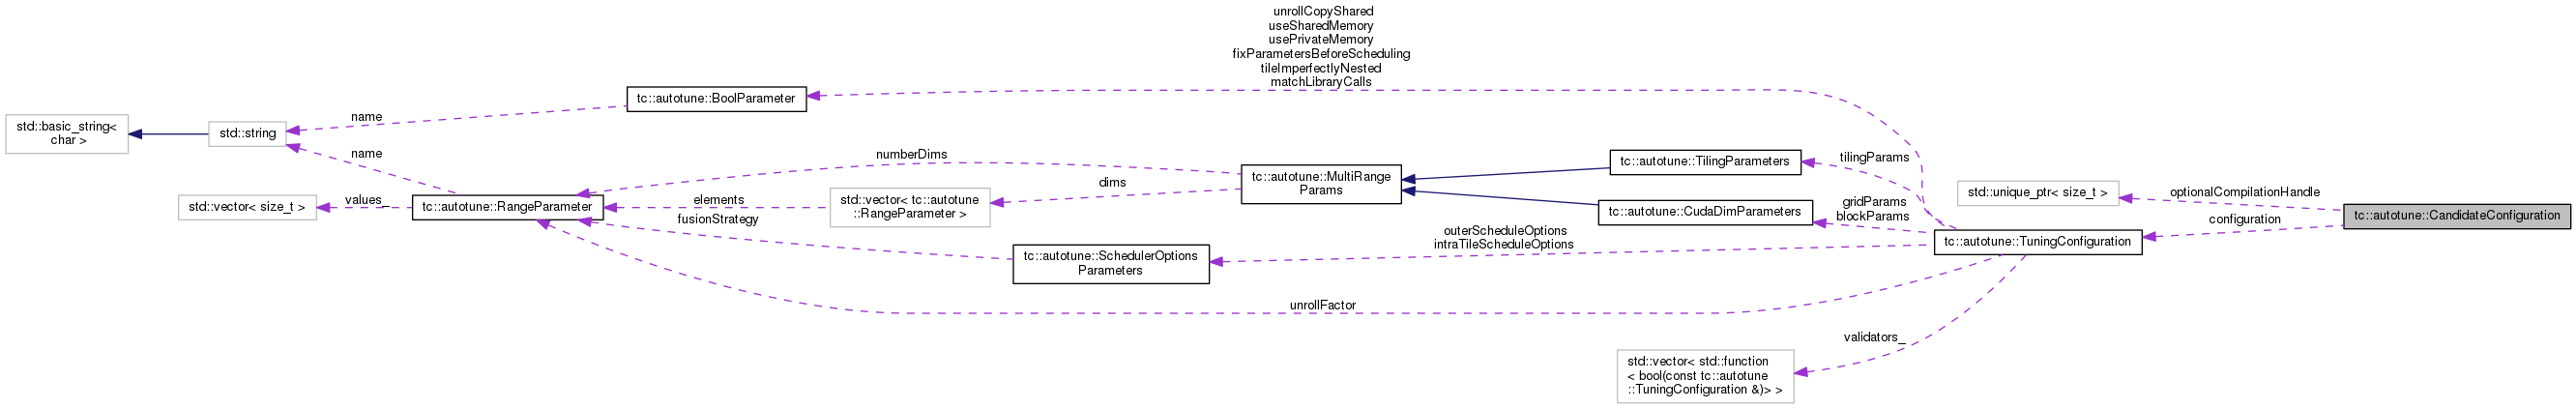 unrollCopyShared
useSharedMemory
usePrivateMemory
fixParametersBeforeScheduling
tileImperfectlyNested
matchLibraryCalls
tc::autotune::BoolParameter
name
std::basic_string<
char >
std::string
name
numberDims
tc::autotune::TilingParameters
tilingParams
tc::autotune::MultiRange
Params
dims
std::vector< size_t >
values_
tc::autotune::RangeParameter
elements
std::vector< tc::autotune
::RangeParameter >
fusionStrategy
tc::autotune::CudaDimParameters
gridParams
blockParams
std::unique_ptr< size_t >
optionalCompilationHandle
tc::autotune::CandidateConfiguration
configuration
tc::autotune::TuningConfiguration
outerScheduleOptions
intraTileScheduleOptions
tc::autotune::SchedulerOptions
Parameters
unrollFactor
validators_
std::vector< std::function
< bool(const tc::autotune
::TuningConfiguration &)> >